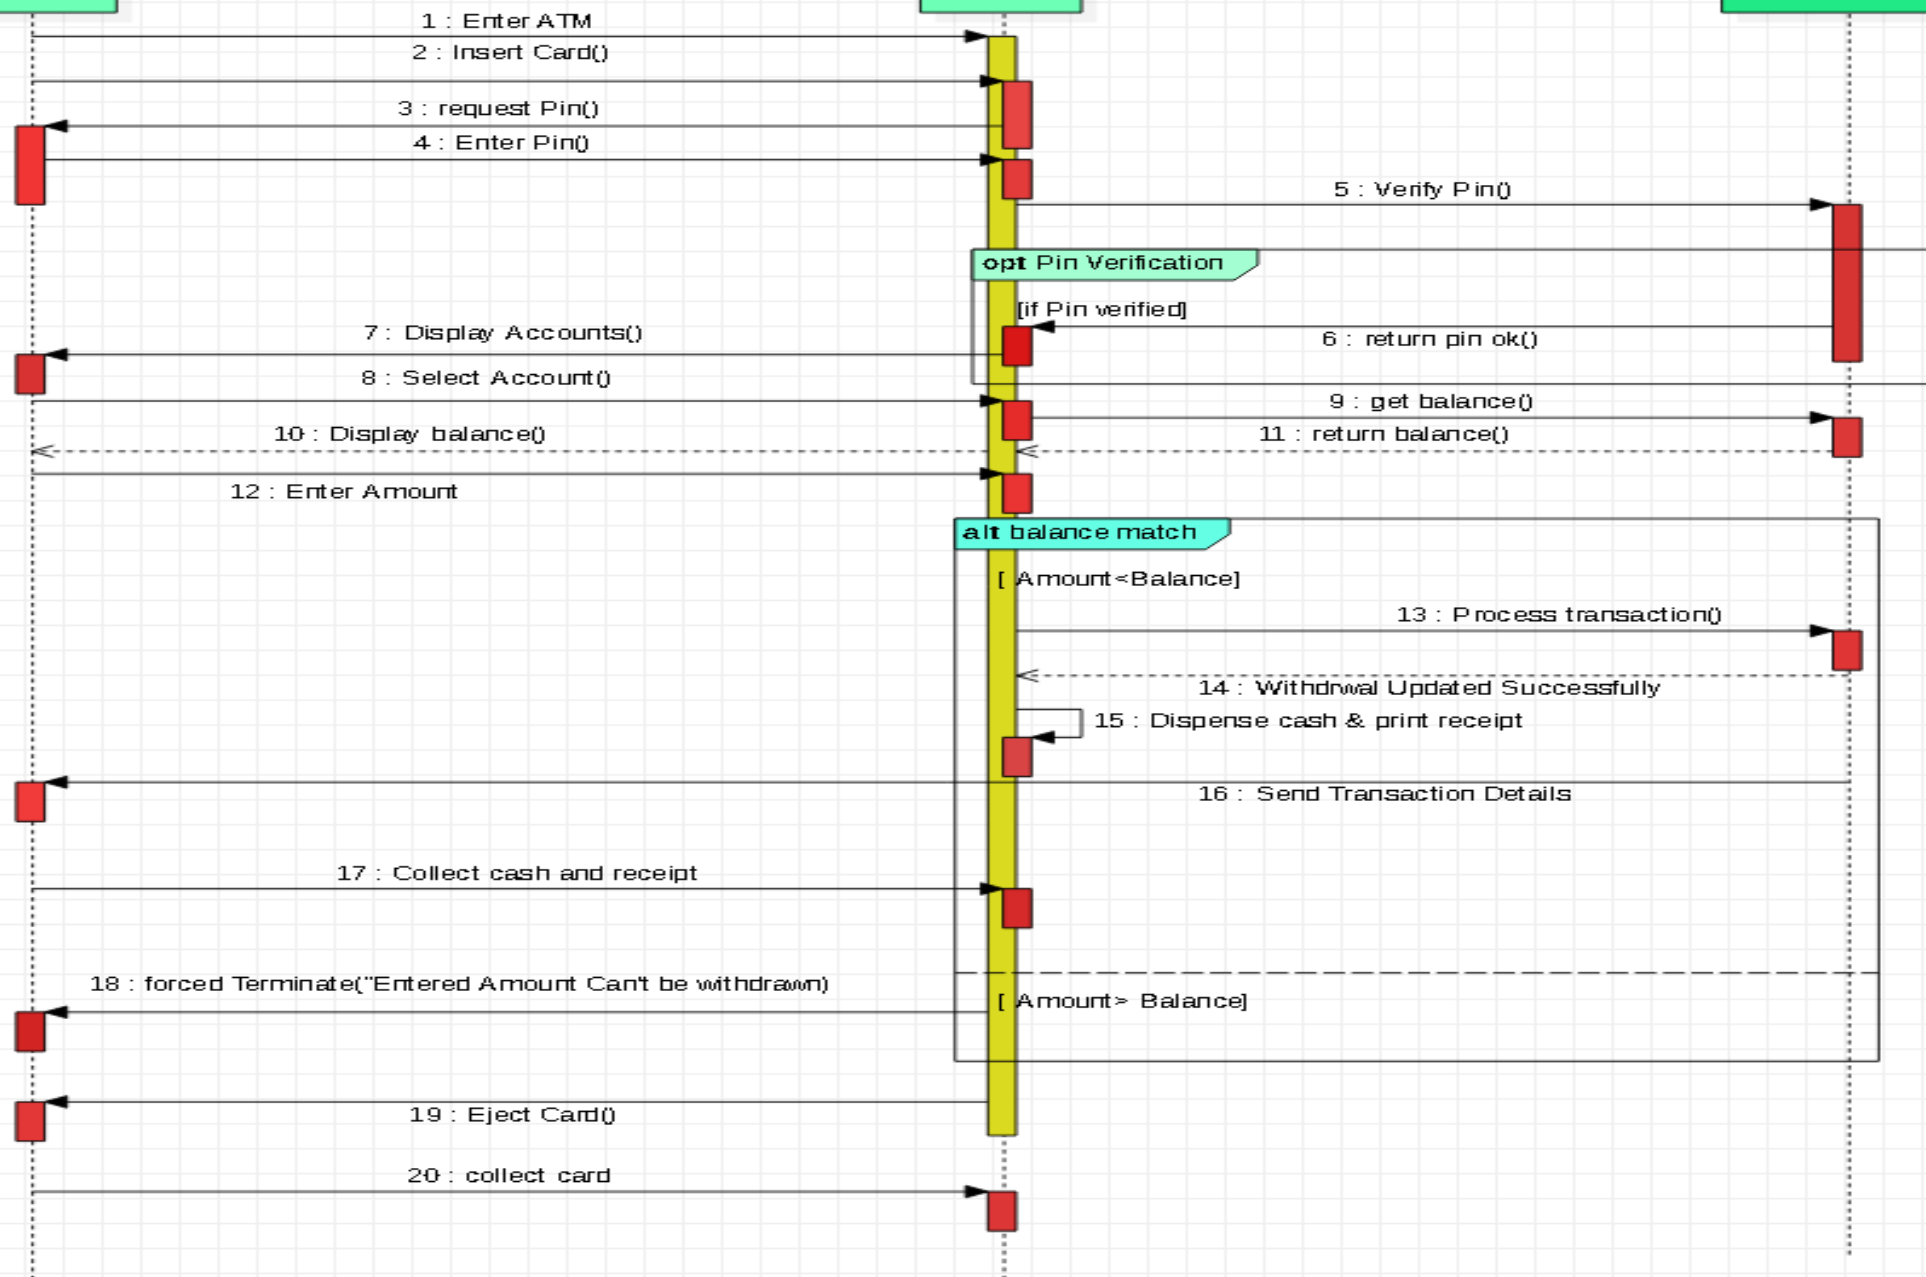 1 : Enter ATM
2 : Insert Card()
3 : request Pin()
4 : Enter Pin()
5 : Verify Pin()
opt Pin Verification
[if Pin verified]
6 : return pin ok()
7 : Display Accounts()
8 : Select Account()
9 : get balance()
10 : Display balance()
11 : return balance()
12 : Enter Amount
alt balance match
[ Amount<Balance]
13 : Process transaction()
14 : Withdrwal Updated Successfully
15 : Dispense cash & print receipt
16 : Send Transaction Details
17 : Collect cash and receipt
18 : forced Terminate("Entered Amount Can't be withdrawn)
[ Amount> Balance]
19 : Eject Card()
20 : collect card